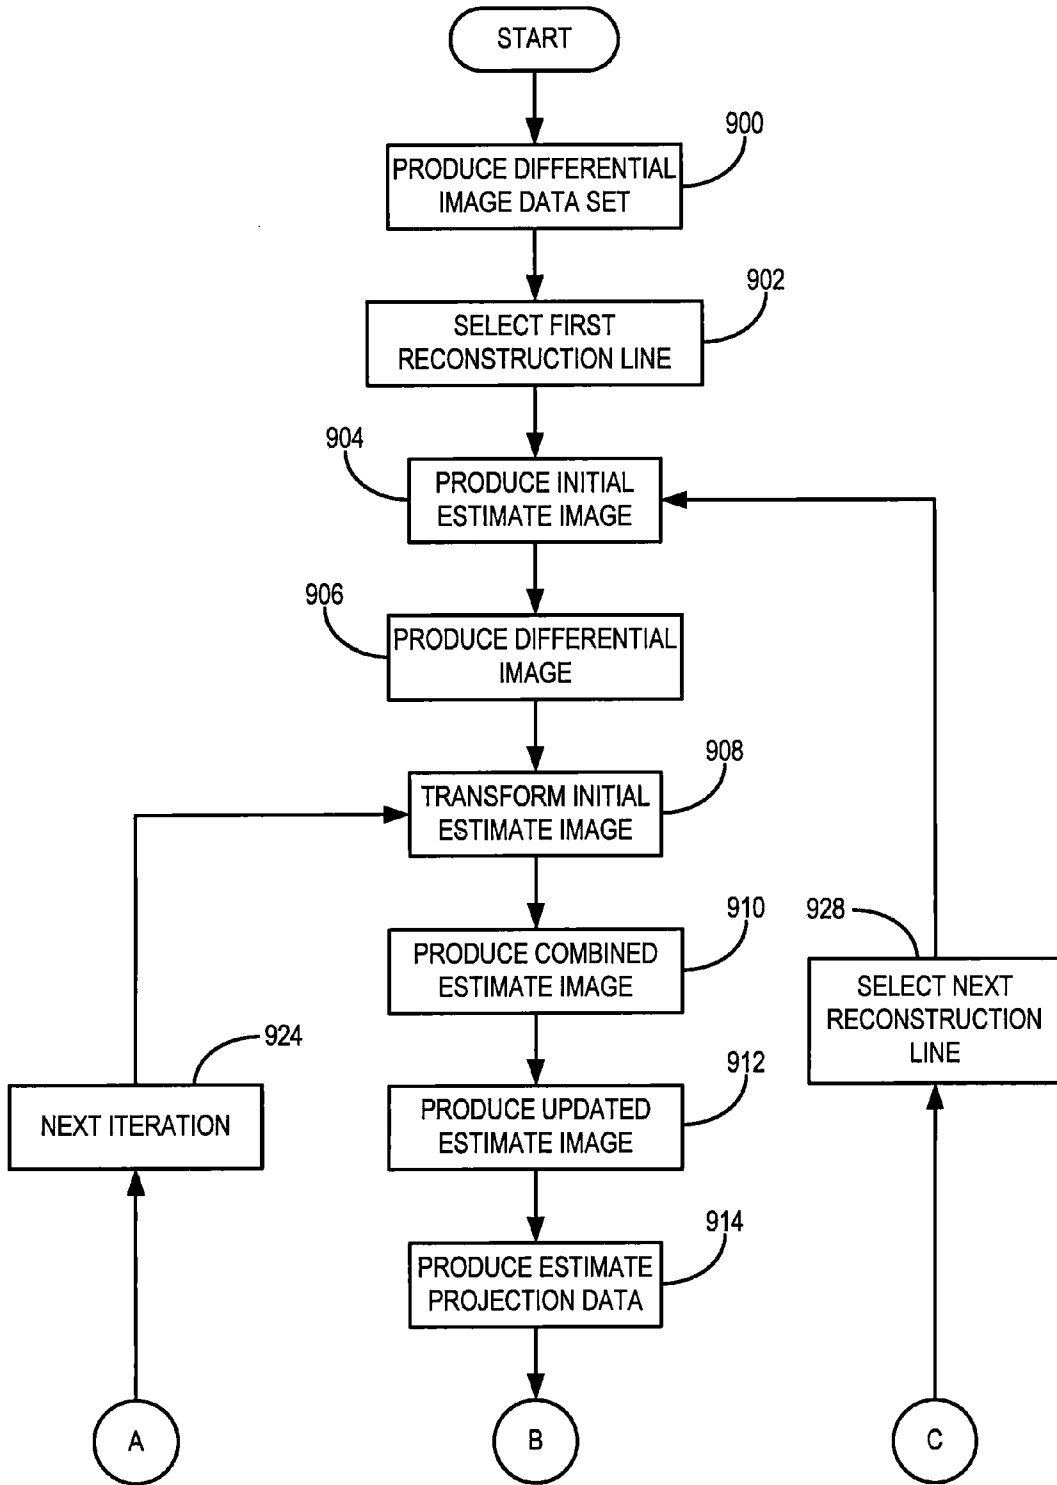 START
900
PRODUCE DIFFERENTIAL
IMAGE DATA SET
902
SELECT FIRST
RECONSTRUCTION LINE
904
PRODUCE INITIAL
ESTIMATE IMAGE
906
PRODUCE DIFFERENTIAL
IMAGE
908
TRANSFORM INITIAL
ESTIMATE IMAGE
910
PRODUCE COMBINED
ESTIMATE IMAGE
928
SELECT NEXT
RECONSTRUCTION
LINE
924
NEXT ITERATION
912
PRODUCE UPDATED
ESTIMATE IMAGE
914
PRODUCE ESTIMATE
PROJECTION DATA
A
B
C